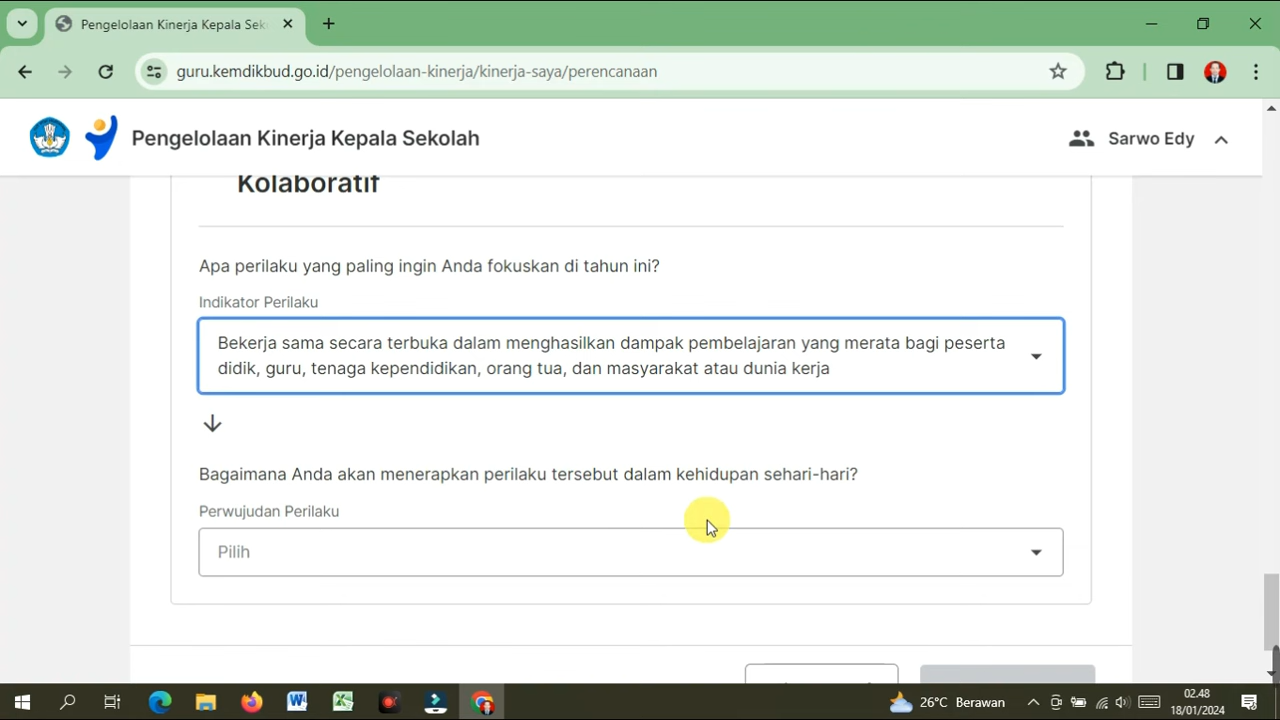 Pengelolaan Kinerja Kepala Sek
guru.kemdikbud.go.id/pengelolaan-kinerja/kinerja-saya/perencanaan
Pengelolaan Kinerja Kepala Sekolah
Sarwo Edy
Kolaboratif
Apa perilaku yang paling ingin Anda fokuskan di tahun ini?
Indikator Perilaku
Bekerja sama secara terbuka dalam menghasilkan dampak pembelajaran yang merata bagi peserta
didik, guru, tenaga kependidikan, orang tua, dan masyarakat atau dunia kerja
Bagaimana Anda akan menerapkan perilaku tersebut dalam kehidupan sehari-hari?
Perwujudan Perilaku
Pilih
26°C Berawan
02.48
18/01/2024